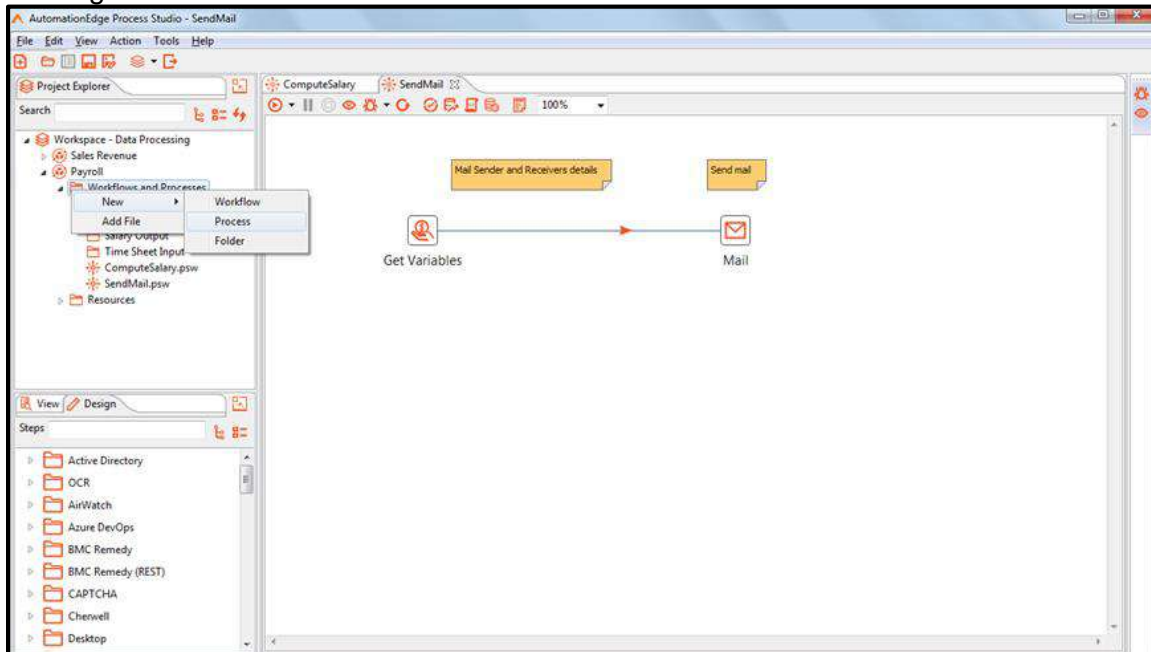 AutomationEdge Process Studio - SendMail
File Edit View Action Tools Help
Project Explorer
Search
Workspace - Data Processing
Sales Revenue
Payroll
Workflows and Processes
New
Add File
Workflow
Process
Folder
Salary Output
Time Sheet Input
ComputeSalary.psw
SendMail.psw
Resources
View Design
Steps
Active Directory
OCR
AirWatch
Azure DevOps
BMC Remedy
BMC Remedy (REST)
CAPTCHA
Cherwell
Desktop
ComputeSalary SendMail
100%
Mail Sender and Receivers details
Send mail
Get Variables
Mail